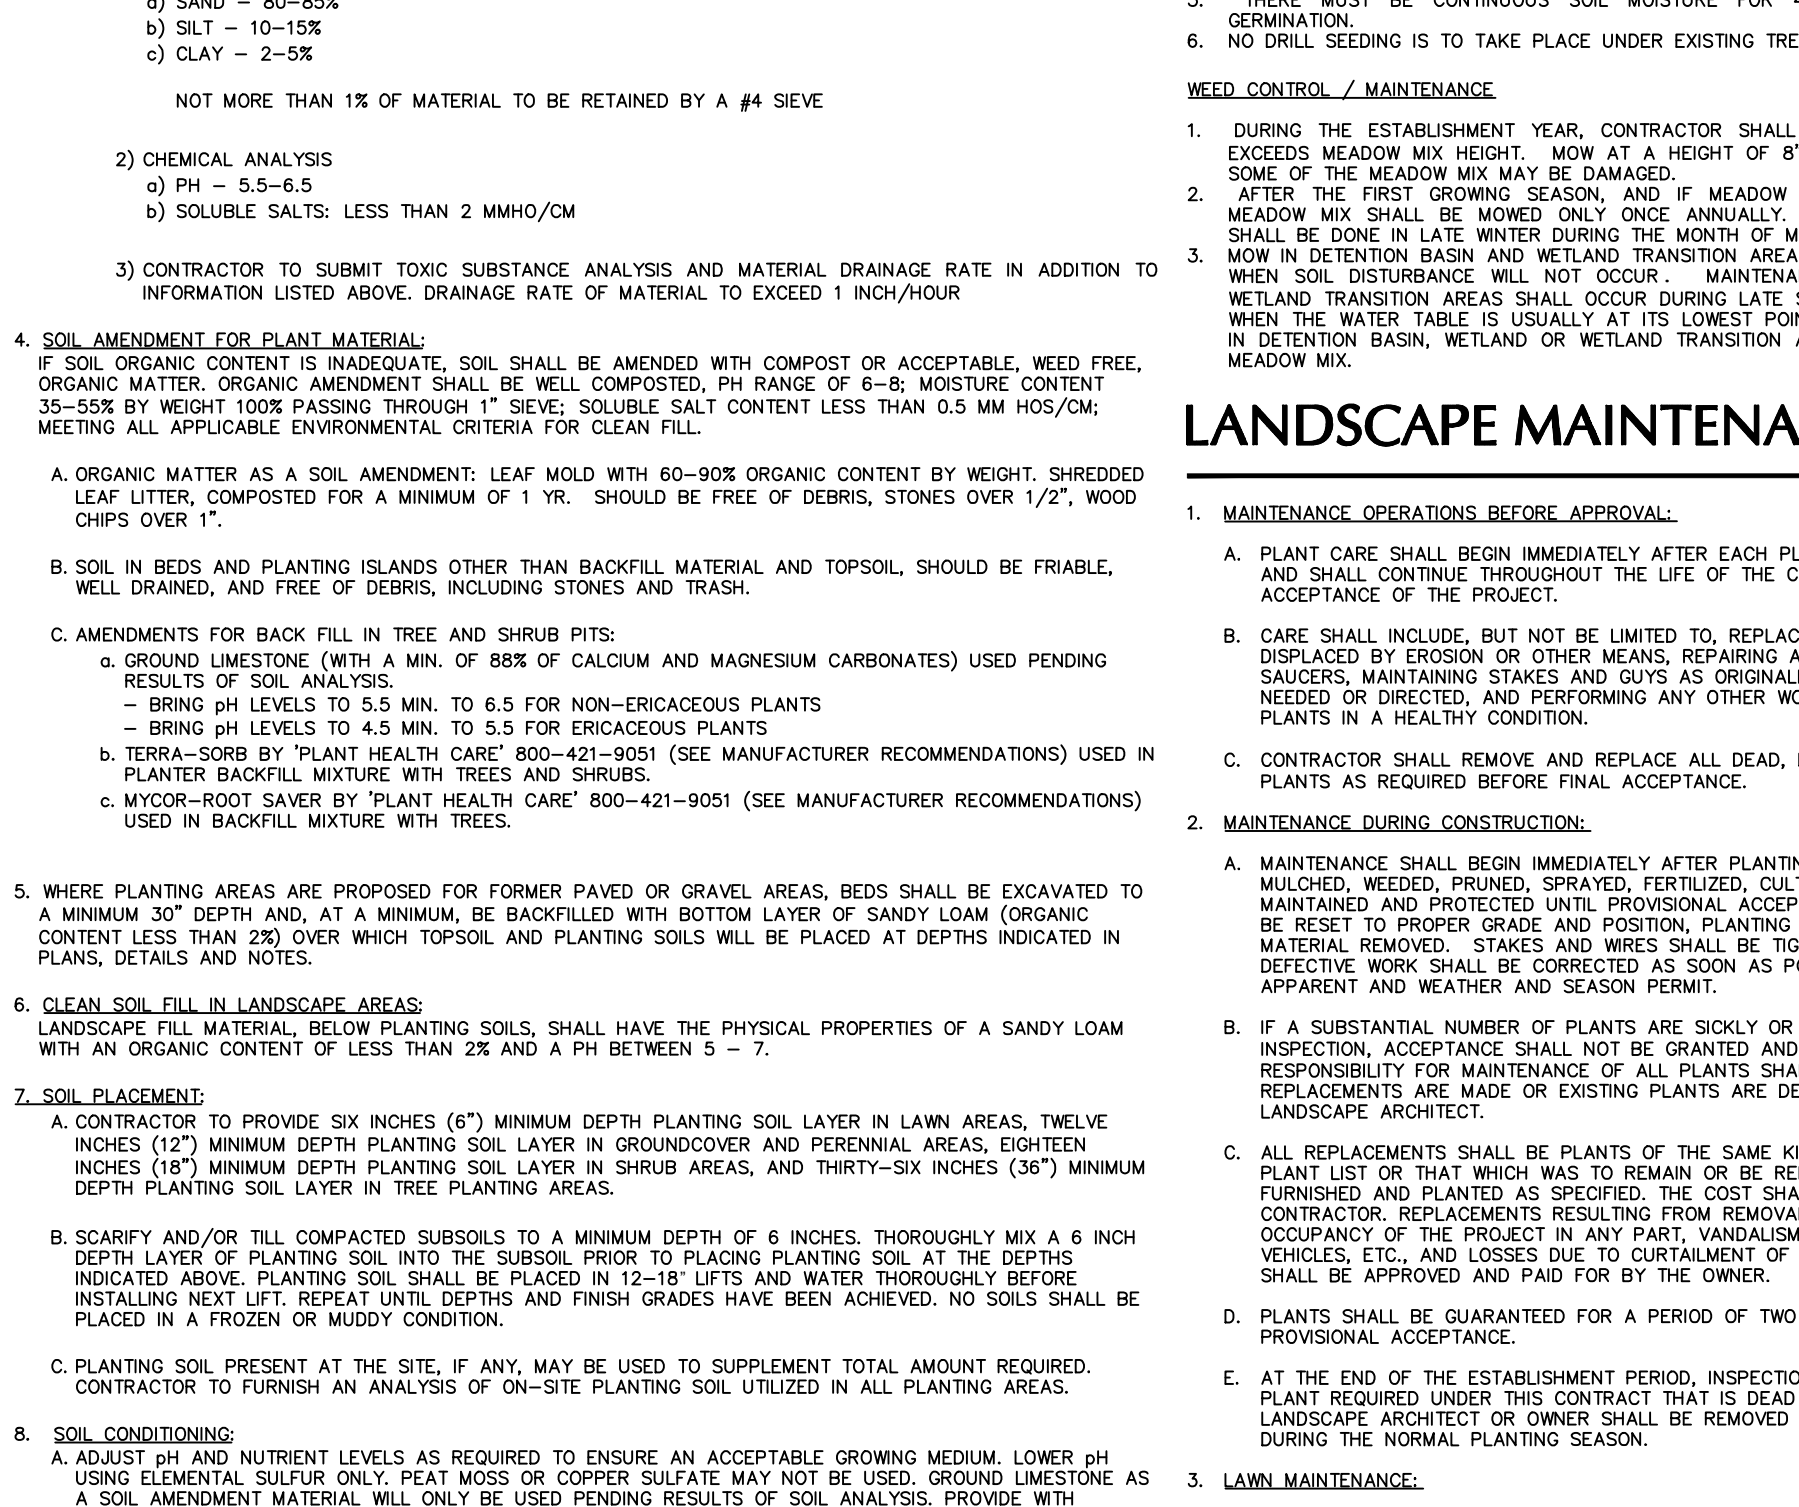 a) SAND – 80–85%
b) SILT – 10–15%
c) CLAY – 2–5%
NOT MORE THAN 1% OF MATERIAL TO BE RETAINED BY A #4 SIEVE
2) CHEMICAL ANALYSIS
a) PH – 5.5–6.5
b) SOLUBLE SALTS: LESS THAN 2 MMHO/CM
3) CONTRACTOR TO SUBMIT TOXIC SUBSTANCE ANALYSIS AND MATERIAL DRAINAGE RATE IN ADDITION TO
INFORMATION LISTED ABOVE. DRAINAGE RATE OF MATERIAL TO EXCEED 1 INCH/HOUR
4. SOIL AMENDMENT FOR PLANT MATERIAL:
IF SOIL ORGANIC CONTENT IS INADEQUATE, SOIL SHALL BE AMENDED WITH COMPOST OR ACCEPTABLE, WEED FREE,
ORGANIC MATTER. ORGANIC AMENDMENT SHALL BE WELL COMPOSTED, PH RANGE OF 6–8; MOISTURE CONTENT
35–55% BY WEIGHT 100% PASSING THROUGH 1" SIEVE; SOLUBLE SALT CONTENT LESS THAN 0.5 MM HOS/CM;
MEETING ALL APPLICABLE ENVIRONMENTAL CRITERIA FOR CLEAN FILL.
A. ORGANIC MATTER AS A SOIL AMENDMENT: LEAF MOLD WITH 60–90% ORGANIC CONTENT BY WEIGHT. SHREDDED
LEAF LITTER, COMPOSTED FOR A MINIMUM OF 1 YR. SHOULD BE FREE OF DEBRIS, STONES OVER 1/2", WOOD
CHIPS OVER 1".
B. SOIL IN BEDS AND PLANTING ISLANDS OTHER THAN BACKFILL MATERIAL AND TOPSOIL, SHOULD BE FRIABLE,
WELL DRAINED, AND FREE OF DEBRIS, INCLUDING STONES AND TRASH.
C. AMENDMENTS FOR BACK FILL IN TREE AND SHRUB PITS:
a. GROUND LIMESTONE (WITH A MIN. OF 88% OF CALCIUM AND MAGNESIUM CARBONATES) USED PENDING
RESULTS OF SOIL ANALYSIS.
– BRING pH LEVELS TO 5.5 MIN. TO 6.5 FOR NON–ERICACEOUS PLANTS
– BRING pH LEVELS TO 4.5 MIN. TO 5.5 FOR ERICACEOUS PLANTS
b. TERRA–SORB BY 'PLANT HEALTH CARE' 800–421–9051 (SEE MANUFACTURER RECOMMENDATIONS) USED IN
PLANTER BACKFILL MIXTURE WITH TREES AND SHRUBS.
c. MYCOR–ROOT SAVER BY 'PLANT HEALTH CARE' 800–421–9051 (SEE MANUFACTURER RECOMMENDATIONS)
USED IN BACKFILL MIXTURE WITH TREES.
5. WHERE PLANTING AREAS ARE PROPOSED FOR FORMER PAVED OR GRAVEL AREAS, BEDS SHALL BE EXCAVATED TO
A MINIMUM 30" DEPTH AND, AT A MINIMUM, BE BACKFILLED WITH BOTTOM LAYER OF SANDY LOAM (ORGANIC
CONTENT LESS THAN 2%) OVER WHICH TOPSOIL AND PLANTING SOILS WILL BE PLACED AT DEPTHS INDICATED IN
PLANS, DETAILS AND NOTES.
6. CLEAN SOIL FILL IN LANDSCAPE AREAS:
LANDSCAPE FILL MATERIAL, BELOW PLANTING SOILS, SHALL HAVE THE PHYSICAL PROPERTIES OF A SANDY LOAM
WITH AN ORGANIC CONTENT OF LESS THAN 2% AND A PH BETWEEN 5 – 7.
7. SOIL PLACEMENT:
A. CONTRACTOR TO PROVIDE SIX INCHES (6") MINIMUM DEPTH PLANTING SOIL LAYER IN LAWN AREAS, TWELVE
INCHES (12") MINIMUM DEPTH PLANTING SOIL LAYER IN GROUNDCOVER AND PERENNIAL AREAS, EIGHTEEN
INCHES (18") MINIMUM DEPTH PLANTING SOIL LAYER IN SHRUB AREAS, AND THIRTY–SIX INCHES (36") MINIMUM
DEPTH PLANTING SOIL LAYER IN TREE PLANTING AREAS.
B. SCARIFY AND/OR TILL COMPACTED SUBSOILS TO A MINIMUM DEPTH OF 6 INCHES. THOROUGHLY MIX A 6 INCH
DEPTH LAYER OF PLANTING SOIL INTO THE SUBSOIL PRIOR TO PLACING PLANTING SOIL AT THE DEPTHS
INDICATED ABOVE. PLANTING SOIL SHALL BE PLACED IN 12–18" LIFTS AND WATER THOROUGHLY BEFORE
INSTALLING NEXT LIFT. REPEAT UNTIL DEPTHS AND FINISH GRADES HAVE BEEN ACHIEVED. NO SOILS SHALL BE
PLACED IN A FROZEN OR MUDDY CONDITION.
C. PLANTING SOIL PRESENT AT THE SITE, IF ANY, MAY BE USED TO SUPPLEMENT TOTAL AMOUNT REQUIRED.
CONTRACTOR TO FURNISH AN ANALYSIS OF ON–SITE PLANTING SOIL UTILIZED IN ALL PLANTING AREAS.
8. SOIL CONDITIONING:
A. ADJUST pH AND NUTRIENT LEVELS AS REQUIRED TO ENSURE AN ACCEPTABLE GROWING MEDIUM. LOWER pH
USING ELEMENTAL SULFUR ONLY. PEAT MOSS OR COPPER SULFATE MAY NOT BE USED. GROUND LIMESTONE AS
A SOIL AMENDMENT MATERIAL WILL ONLY BE USED PENDING RESULTS OF SOIL ANALYSIS. PROVIDE WITH
5. THERE MUST BE CONTINUOUS SOIL MOISTURE FOR
GERMINATION.
6. NO DRILL SEEDING IS TO TAKE PLACE UNDER EXISTING TRE
WEED CONTROL / MAINTENANCE
1. DURING THE ESTABLISHMENT YEAR, CONTRACTOR SHALL
EXCEEDS MEADOW MIX HEIGHT. MOW AT A HEIGHT OF 8"
SOME OF THE MEADOW MIX MAY BE DAMAGED.
2. AFTER THE FIRST GROWING SEASON, AND IF MEADOW
MEADOW MIX SHALL BE MOWED ONLY ONCE ANNUALLY.
SHALL BE DONE IN LATE WINTER DURING THE MONTH OF M
3. MOW IN DETENTION BASIN AND WETLAND TRANSITION AREA
WHEN SOIL DISTURBANCE WILL NOT OCCUR. MAINTENA
WETLAND TRANSITION AREAS SHALL OCCUR DURING LATE S
WHEN THE WATER TABLE IS USUALLY AT ITS LOWEST POI
IN DETENTION BASIN, WETLAND OR WETLAND TRANSITION A
MEADOW MIX.
LANDSCAPE MAINTENA
1. MAINTENANCE OPERATIONS BEFORE APPROVAL:
A. PLANT CARE SHALL BEGIN IMMEDIATELY AFTER EACH PL
AND SHALL CONTINUE THROUGHOUT THE LIFE OF THE C
ACCEPTANCE OF THE PROJECT.
B. CARE SHALL INCLUDE, BUT NOT BE LIMITED TO, REPLAC
DISPLACED BY EROSION OR OTHER MEANS, REPAIRING A
SAUCERS, MAINTAINING STAKES AND GUYS AS ORIGINAL
NEEDED OR DIRECTED, AND PERFORMING ANY OTHER WO
PLANTS IN A HEALTHY CONDITION.
C. CONTRACTOR SHALL REMOVE AND REPLACE ALL DEAD,
PLANTS AS REQUIRED BEFORE FINAL ACCEPTANCE.
2. MAINTENANCE DURING CONSTRUCTION:
A. MAINTENANCE SHALL BEGIN IMMEDIATELY AFTER PLANTIN
MULCHED, WEEDED, PRUNED, SPRAYED, FERTILIZED, CULT
MAINTAINED AND PROTECTED UNTIL PROVISIONAL ACCEP
BE RESET TO PROPER GRADE AND POSITION, PLANTING
MATERIAL REMOVED. STAKES AND WIRES SHALL BE TIG
DEFECTIVE WORK SHALL BE CORRECTED AS SOON AS PO
APPARENT AND WEATHER AND SEASON PERMIT.
B. IF A SUBSTANTIAL NUMBER OF PLANTS ARE SICKLY OR
INSPECTION, ACCEPTANCE SHALL NOT BE GRANTED AND
RESPONSIBILITY FOR MAINTENANCE OF ALL PLANTS SHA
REPLACEMENTS ARE MADE OR EXISTING PLANTS ARE DE
LANDSCAPE ARCHITECT.
C. ALL REPLACEMENTS SHALL BE PLANTS OF THE SAME KI
PLANT LIST OR THAT WHICH WAS TO REMAIN OR BE RE
FURNISHED AND PLANTED AS SPECIFIED. THE COST SHA
CONTRACTOR. REPLACEMENTS RESULTING FROM REMOVA
OCCUPANCY OF THE PROJECT IN ANY PART, VANDALISM
VEHICLES, ETC., AND LOSSES DUE TO CURTAILMENT OF
SHALL BE APPROVED AND PAID FOR BY THE OWNER.
D. PLANTS SHALL BE GUARANTEED FOR A PERIOD OF TWO
PROVISIONAL ACCEPTANCE.
E. AT THE END OF THE ESTABLISHMENT PERIOD, INSPECTIO
PLANT REQUIRED UNDER THIS CONTRACT THAT IS DEAD
LANDSCAPE ARCHITECT OR OWNER SHALL BE REMOVED
DURING THE NORMAL PLANTING SEASON.
3. LAWN MAINTENANCE: